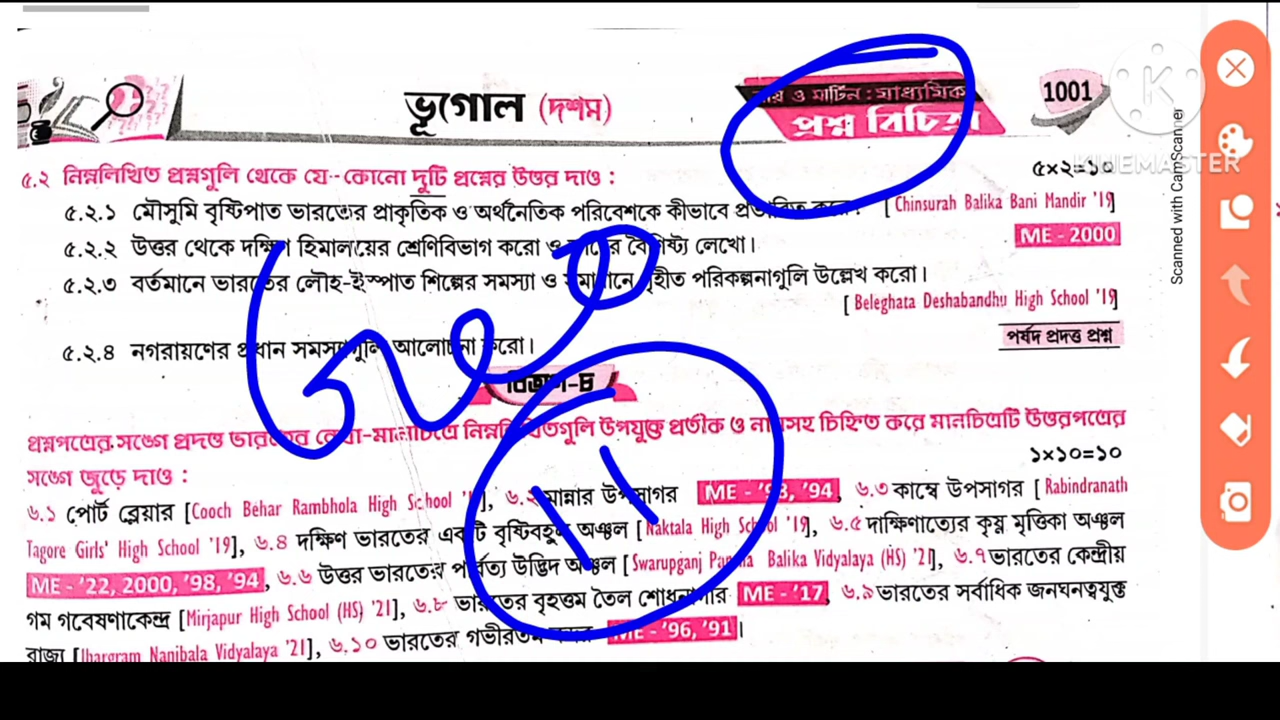 ভূগোল (দশম)
রায় ও মার্টিন : মাধ্যমিক
প্রশ্ন বিচিত্রা
1001
KINEMASTER
Scanned with CamScanner
৫.২ নিম্নলিখিত প্রশ্নগুলি থেকে যে-কোনো দুটি প্রশ্নের উত্তর দাও : ৫×২=১০
৫.২.১ মৌসুমি বৃষ্টিপাত ভারতের প্রাকৃতিক ও অর্থনৈতিক পরিবেশকে কীভাবে প্রভাবিত করে? [Chinsurah Balika Bani Mandir '19]
৫.২.২ উত্তর থেকে দক্ষিণে হিমালয়ের শ্রেণিবিভাগ করো ও বৈশিষ্ট্য লেখো। ME - 2000
৫.২.৩ বর্তমানে ভারতের লৌহ-ইস্পাত শিল্পের সমস্যা ও সমাধানে গৃহীত পরিকল্পনাগুলি উল্লেখ করো।
[Beleghata Deshabandhu High School '19]
৫.২.৪ নগরায়ণের প্রধান সমস্যাগুলি আলোচনা করো। পর্ষদ প্রদত্ত প্রশ্ন
Geo
বিভাগ-চ
11
প্রশ্নপত্রের সঙ্গে প্রদত্ত ভারতের রেখা-মানচিত্রে নিম্নলিখিতগুলি উপযুক্ত প্রতীক ও নামসহ চিহ্নিত করে মানচিত্রটি উত্তরপত্রের
সঙ্গে জুড়ে দাও : ১×১০=১০
৬.১ পোর্ট ব্লেয়ার [Cooch Behar Rambhola High School '1 ], ৬.২ মান্নার উপসাগর ME - '93, '94, ৬.৩ কাম্বে উপসাগর [Rabindranath
Tagore Girls' High School '19], ৬.৪ দক্ষিণ ভারতের একটি বৃষ্টিবহুল অঞ্চল [Naktala High School '19], ৬.৫ দাক্ষিণাত্যের কৃষ্ণ মৃত্তিকা অঞ্চল
ME - '22, 2000, '98, '94, ৬.৬ উত্তর ভারতের পার্বত্য উদ্ভিদ অঞ্চল [Swarupganj Balika Vidyalaya (HS) '21], ৬.৭ ভারতের কেন্দ্রীয়
গম গবেষণাকেন্দ্র [Mirjapur High School (HS) '21], ৬.৮ ভারতের বৃহত্তম তৈল শোধনাগার ME - '17, ৬.৯ ভারতের সর্বাধিক জনঘনত্বযুক্ত
রাজ্য [Jhargram Nanibala Vidyalaya '21], ৬.১০ ভারতের গভীরতম বন্দর ME - '96, '91।